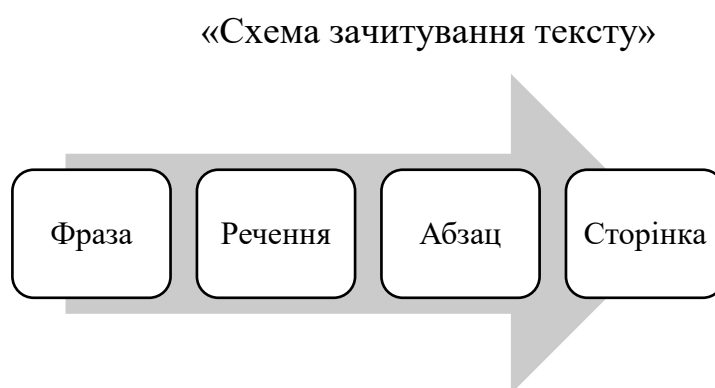 «Схема зачитування тексту»
Фраза
Речення
Абзац
Сторінка